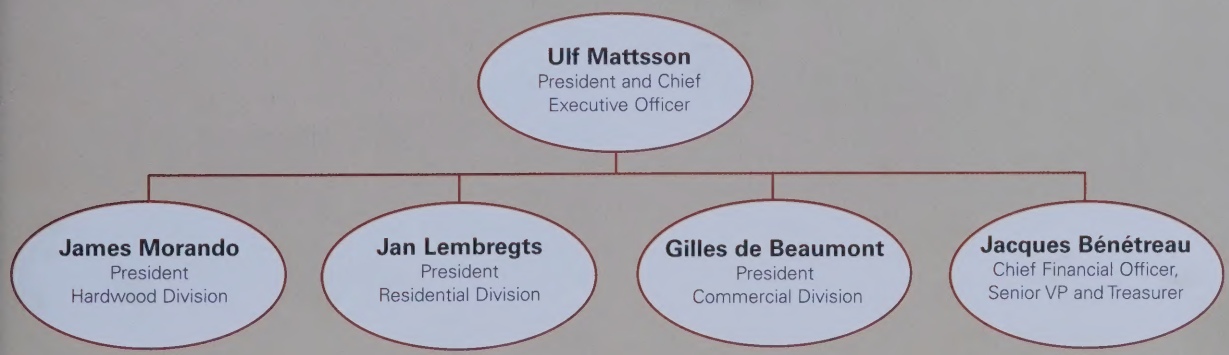 Ulf Mattsson
President and Chief
Executive Officer
James Morando
President
Hardwood Division
Jan Lembregts
President
Residential Division
Gilles de Beaumont
President
Commercial Division
Jacques Bénétreau
Chief Financial Officer,
Senior VP and Treasurer